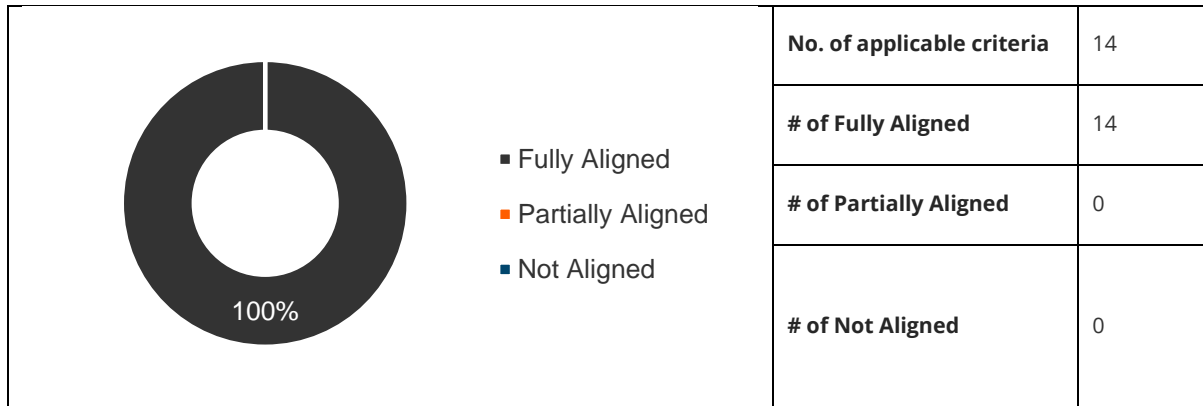 100%
Fully Aligned
Partially Aligned
Not Aligned
No. of applicable criteria 14
# of Fully Aligned 14
# of Partially Aligned 0
# of Not Aligned 0